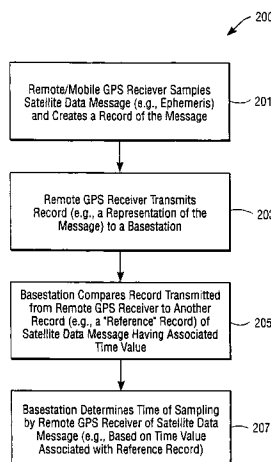 200
Remote/Mobile GPS Reciever Samples
Satellite Data Message (e.g., Ephemeris)
and Creates a Record of the Message
201
Remote GPS Receiver Transmits
Record (e.g., a Representation of the
Message) to a Basestation
203
Basestation Compares Record Transmitted
from Remote GPS Receiver to Another
Record (e.g., a "Reference" Record) of
Satellite Data Message Having Associated
Time Value
205
Basestation Determines Time of Sampling
by Remote GPS Receiver of Satellite Data
Message (e.g., Based on Time Value
Associated with Reference Record)
207